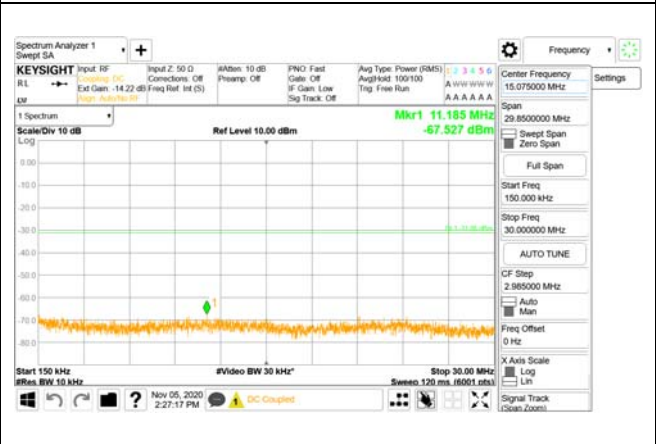 Spectrum Analyzer 1
Swept SA
+
Frequency
KEYSIGHT
Input: RF
Input Z: 50 Ω
#Atten: 10 dB
PNO: Fast
Avg Type: Power (RMS)
1 2 3 4 5 6
RL
Coupling: DC
Corrections: Off
Preamp: Off
Gate: Off
Avg|Hold: 100/100
A WW WW W
Ext Gain: -14.22 dB
Freq Ref: Int (S)
IF Gain: Low
Trig: Free Run
Align: Auto/No RF
Sig Track: Off
A A A A A A
Center Frequency
15.075000 MHz
Settings
1 Spectrum
Mkr1 11.185 MHz
Scale/Div 10 dB
Ref Level 10.00 dBm
-67.527 dBm
Log
0.00
-10.0
-20.0
-30.0
-40.0
-50.0
-60.0
-70.0
-80.0
1
Start 150 kHz
#Video BW 30 kHz*
Stop 30.00 MHz
#Res BW 10 kHz
Sweep 120 ms (6001 pts)
Span
29.8500000 MHz
Swept Span
Zero Span
Full Span
Start Freq
150.000 kHz
Stop Freq
30.000000 MHz
AUTO TUNE
CF Step
2.985000 MHz
Auto
Man
Freq Offset
0 Hz
X Axis Scale
Log
Lin
Signal Track
(Span Zoom)
?
Nov 05, 2020
2:27:17 PM
1
DC Coupled